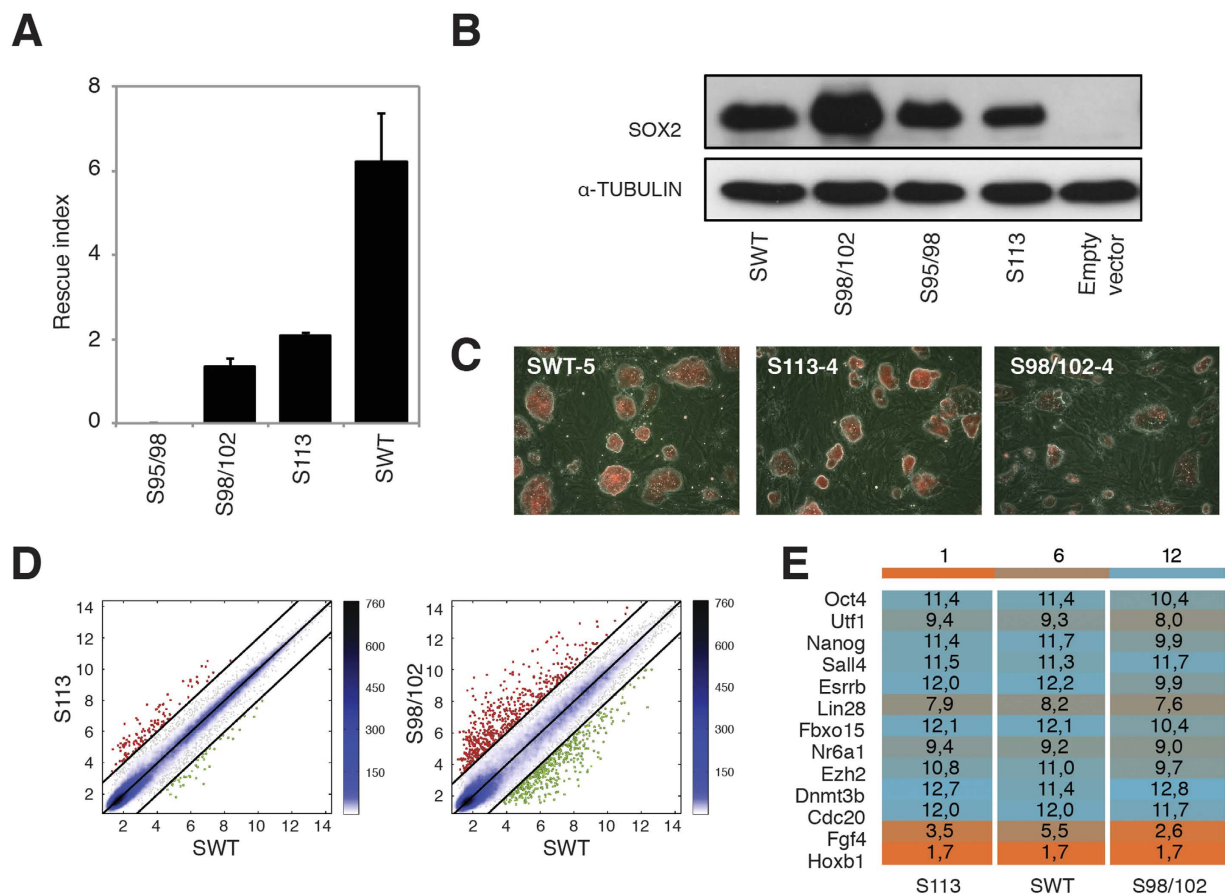 A
8
6
4
2
0
Rescue index
S95/98
S98/102
S113
SWT
B
SOX2
α-TUBULIN
SWT
S98/102
S95/98
S113
Empty
vector
C
SWT-5
S113-4
S98/102-4
D
14
12
10
8
6
4
2
S113
2 4 6 8 10 12 14
SWT
760
600
450
300
150
14
12
10
8
6
4
2
S98/102
2 4 6 8 10 12 14
SWT
760
600
450
300
150
E
1 6 12
Oct4 11,4 11,4 10,4
Utf1 9,4 9,3 8,0
Nanog 11,4 11,7 9,9
Sall4 11,5 11,3 11,7
Esrrb 12,0 12,2 9,9
Lin28 7,9 8,2 7,6
Fbxo15 12,1 12,1 10,4
Nr6a1 9,4 9,2 9,0
Ezh2 10,8 11,0 9,7
Dnmt3b 12,7 11,4 12,8
Cdc20 12,0 12,0 11,7
Fgf4 3,5 5,5 2,6
Hoxb1 1,7 1,7 1,7
S113 SWT S98/102